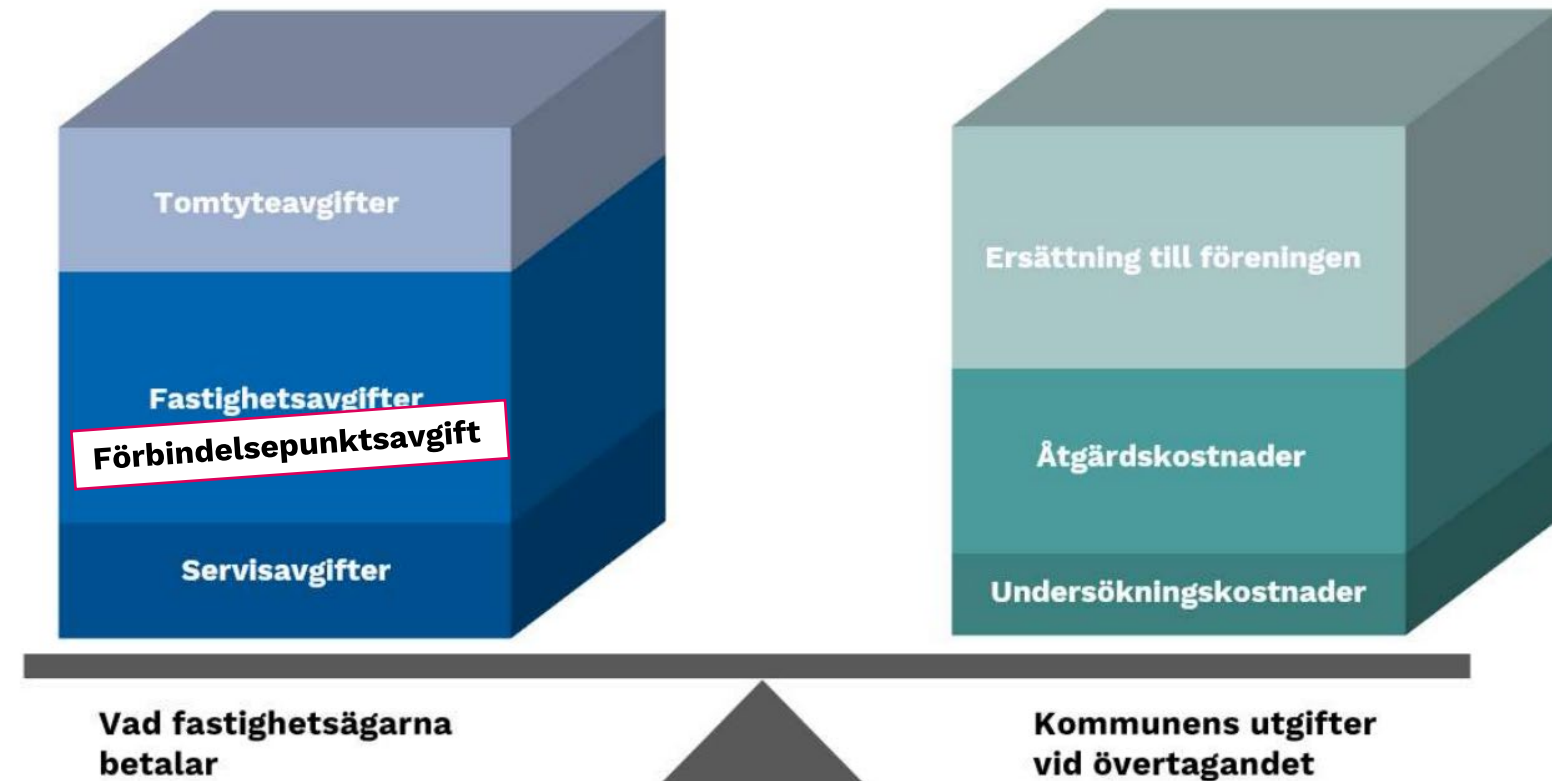 Tomtyteavgifter
Fastighetsavgifter
Förbindelsepunktsavgift
Servisavgifter
Vad fastighetsägarna
betalar
Ersättning till föreningen
Åtgärdskostnader
Undersökningskostnader
Kommunens utgifter
vid övertagandet